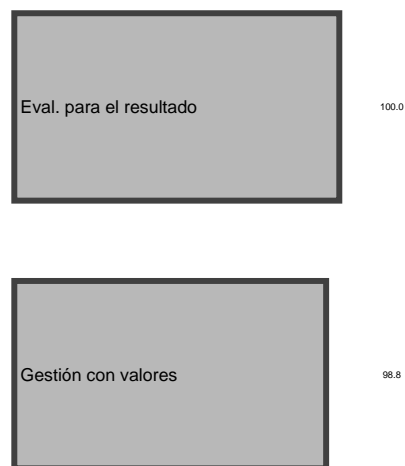 Eval. para el resultado
100.0
Gestión con valores
98.8